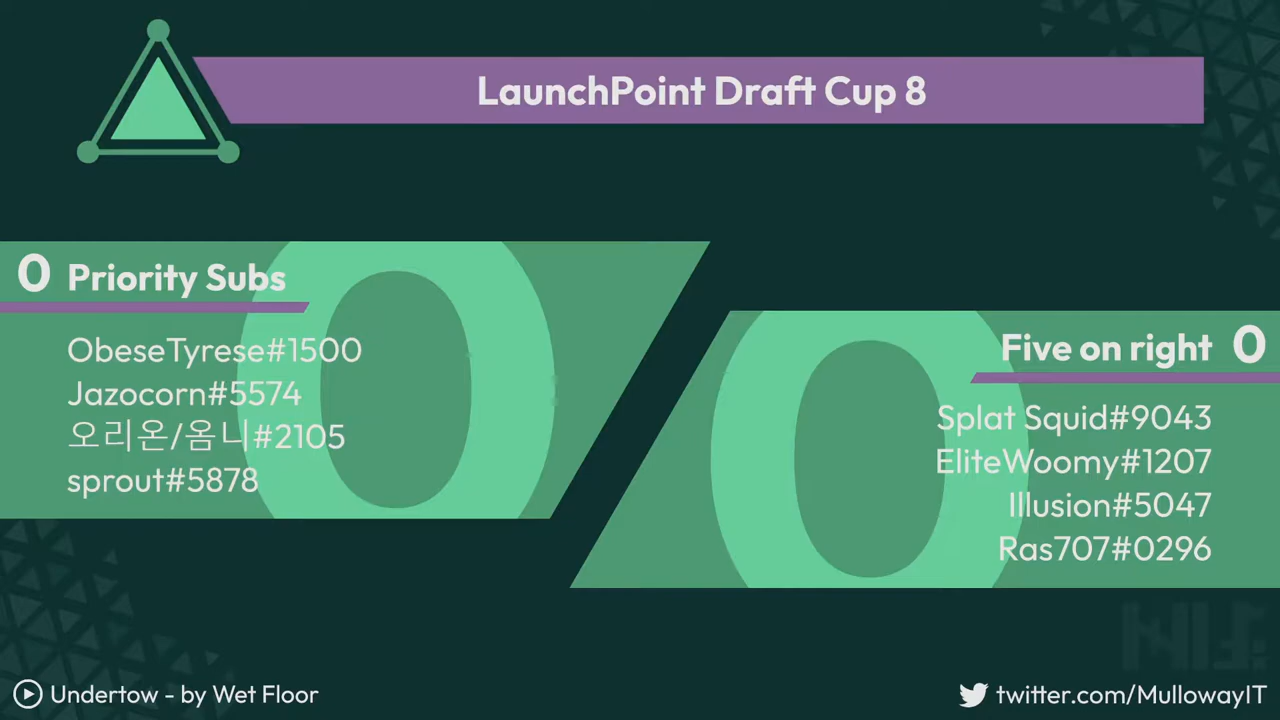 LaunchPoint Draft Cup 8
0 Priority Subs
0
ObeseTyrese#1500
Jazocorn#5574
오리온/옴니#2105
sprout#5878
Five on right 0
0
Splat Squid#9043
EliteWoomy#1207
Illusion#5047
Ras707#0296
Undertow - by Wet Floor
twitter.com/MullowayIT